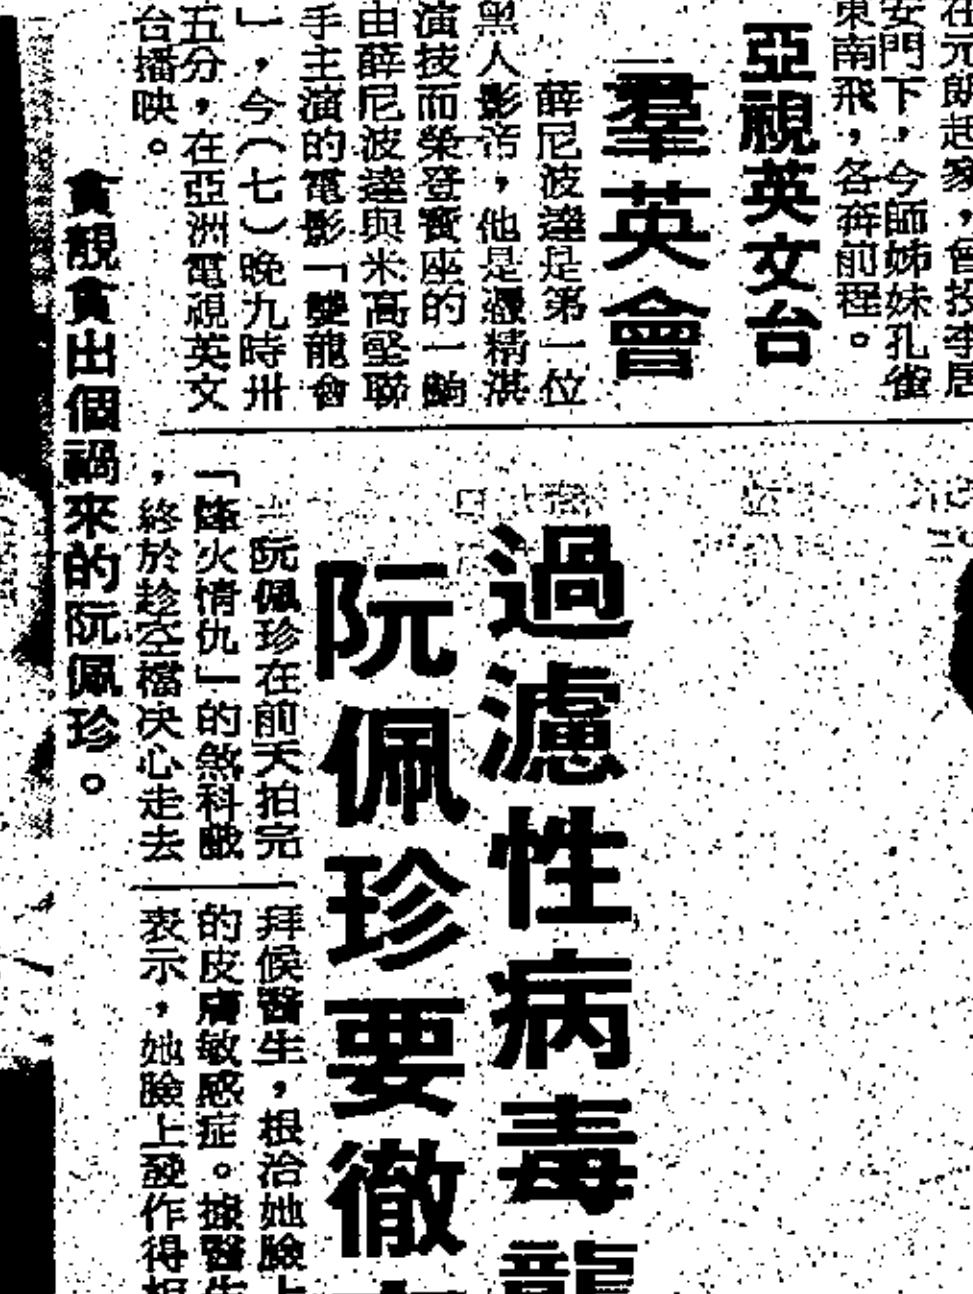 在元朗起家，曾投李居
安門下，今師姊妹孔雀
東南飛，各奔前程。
亞視英文台
羣英會
薛尼波達是第一位
黑人影帝，他是憑精湛
演技而榮登寶座的一齣
由薛尼波達與米高堅聯
手主演的電影「雙龍會
」，今（七）晚九時卅
五分，在亞洲電視英文
台播映。
貪靚貪出個禍來的阮佩珍。
過濾性病毒
阮佩珍要徹
阮佩珍在前天拍完
「烽火情仇」的煞科戲
，終於趁空檔决心走去
拜候醫生，根治她臉上
的皮膚敏感症。據醫生
表示，她臉上發作得